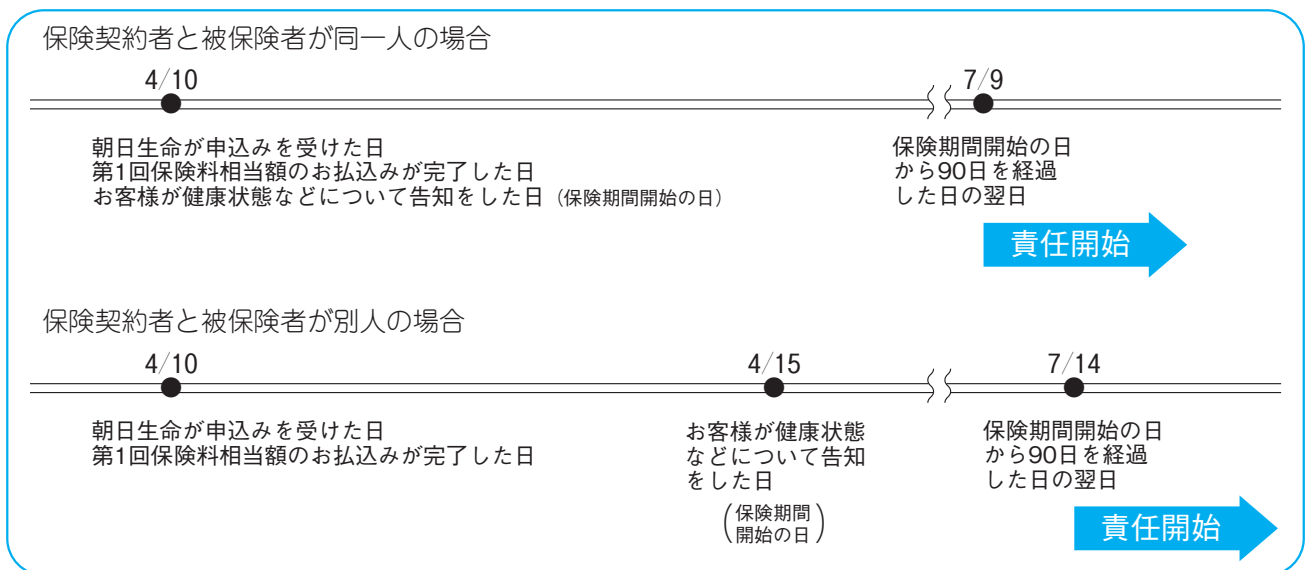 保険契約者と被保険者が同一人の場合
4/10
7/9
朝日生命が申込みを受けた日
第1回保険料相当額のお払込みが完了した日
お客様が健康状態などについて告知をした日（保険期間開始の日）
保険期間開始の日
から90日を経過
した日の翌日
責任開始
保険契約者と被保険者が別人の場合
4/10
4/15
7/14
朝日生命が申込みを受けた日
第1回保険料相当額のお払込みが完了した日
お客様が健康状態
などについて告知
をした日
（保険期間
開始の日）
保険期間開始の日
から90日を経過
した日の翌日
責任開始